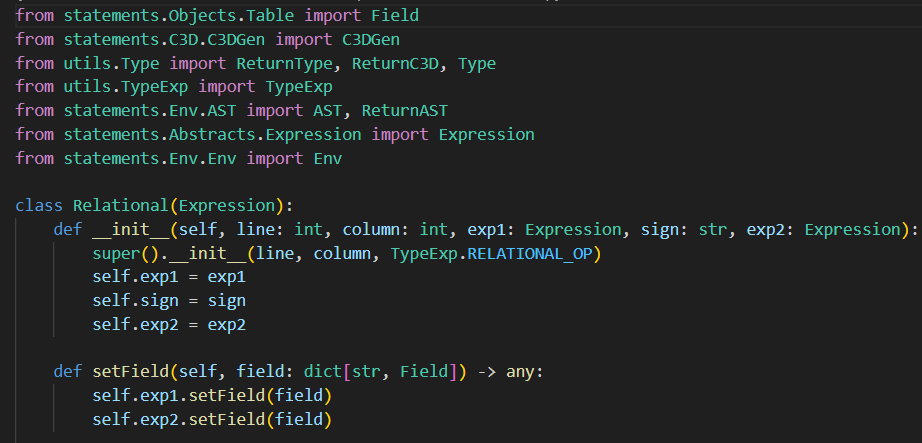 from statements.Objects.Table import Field
from statements.C3D.C3DGen import C3DGen
from utils.Type import ReturnType, ReturnC3D, Type
from utils.TypeExp import TypeExp
from statements.Env.AST import AST, ReturnAST
from statements.Abstracts.Expression import Expression
from statements.Env.Env import Env

class Relational(Expression):
    def __init__(self, line: int, column: int, exp1: Expression, sign: str, exp2: Expression):
        super().__init__(line, column, TypeExp.RELATIONAL_OP)
        self.exp1 = exp1
        self.sign = sign
        self.exp2 = exp2

    def setField(self, field: dict[str, Field]) -> any:
        self.exp1.setField(field)
        self.exp2.setField(field)